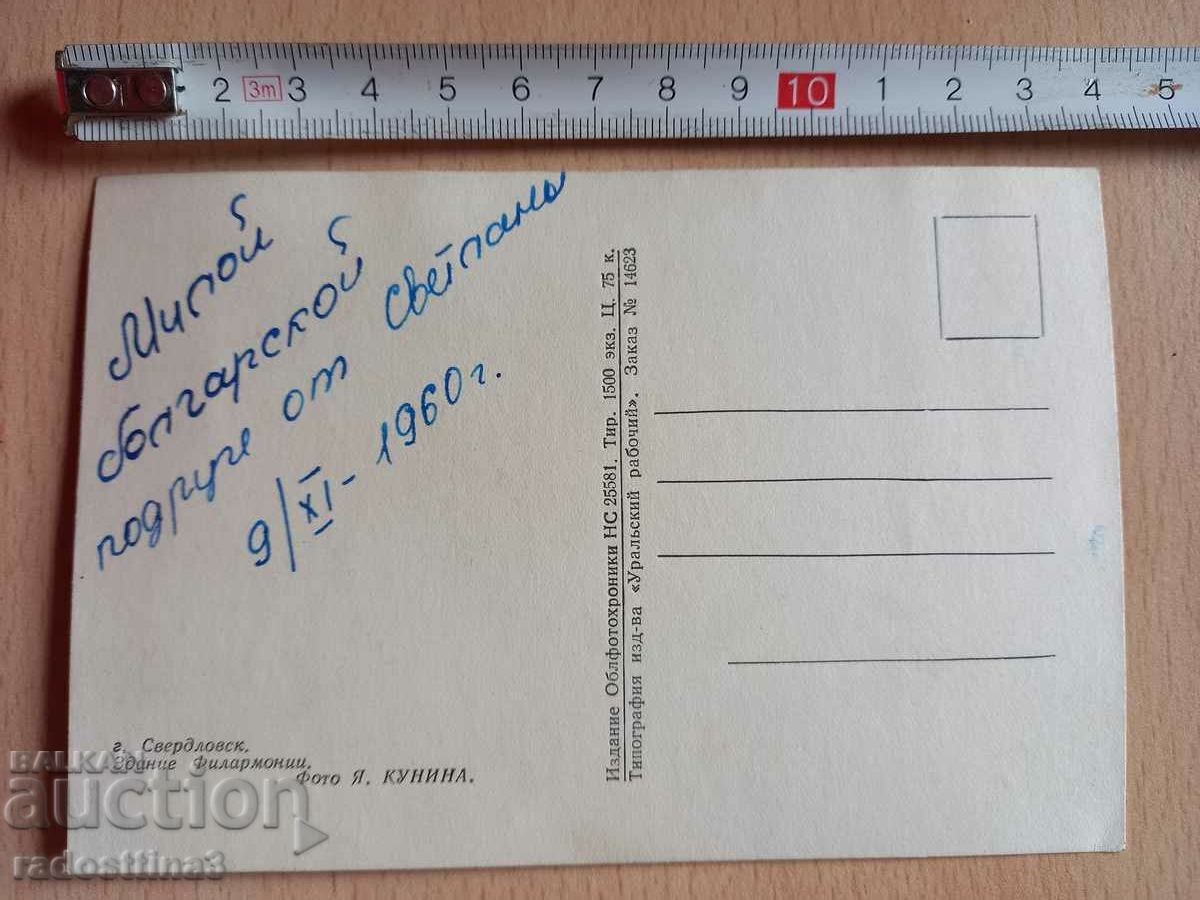 2 3m 3 4 5 6 7 8 9 10 1 2 3 4 5
Милой
болгарской
подруге от Светланы
9/XI- 1960 г.
Издание Облфотохроники НС 25581. Тир. 1500 экз. Ц. 75 к.
Типография изд-ва «Уральский рабочий». Заказ № 14623
г. Свердловск.
Здание Филармонии.
Фото Я. КУНИНА.
BALKAN
auction
radosttina3